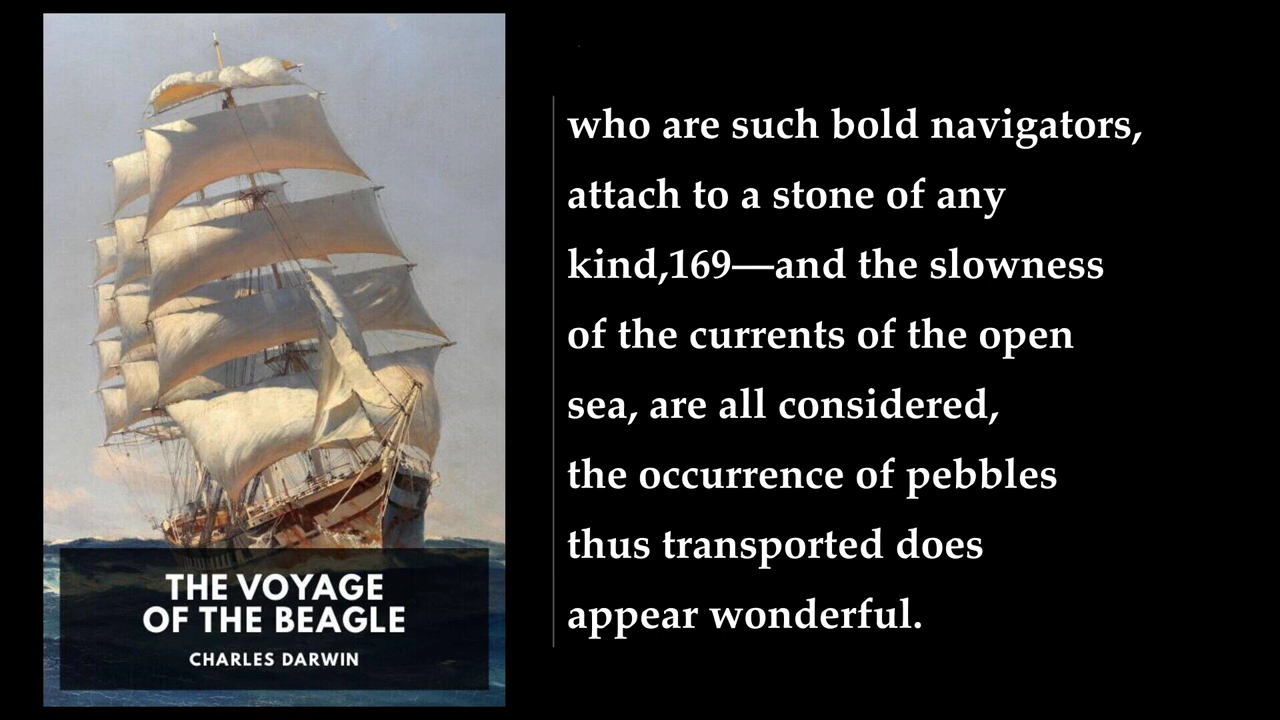 THE VOYAGE
OF THE BEAGLE
CHARLES DARWIN
who are such bold navigators,
attach to a stone of any
kind,169—and the slowness
of the currents of the open
sea, are all considered,
the occurrence of pebbles
thus transported does
appear wonderful.